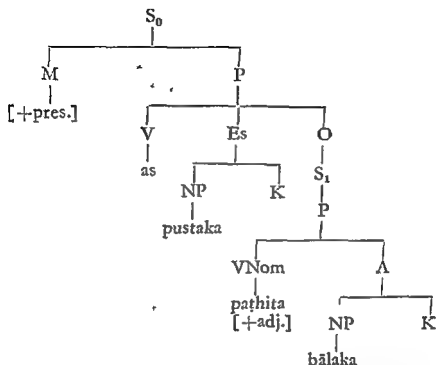 S₀
M P
[+pres.]
V Es O
as S₁
NP K P
pustaka
VNom A
paṭhita NP K
[+adj.]
bālaka